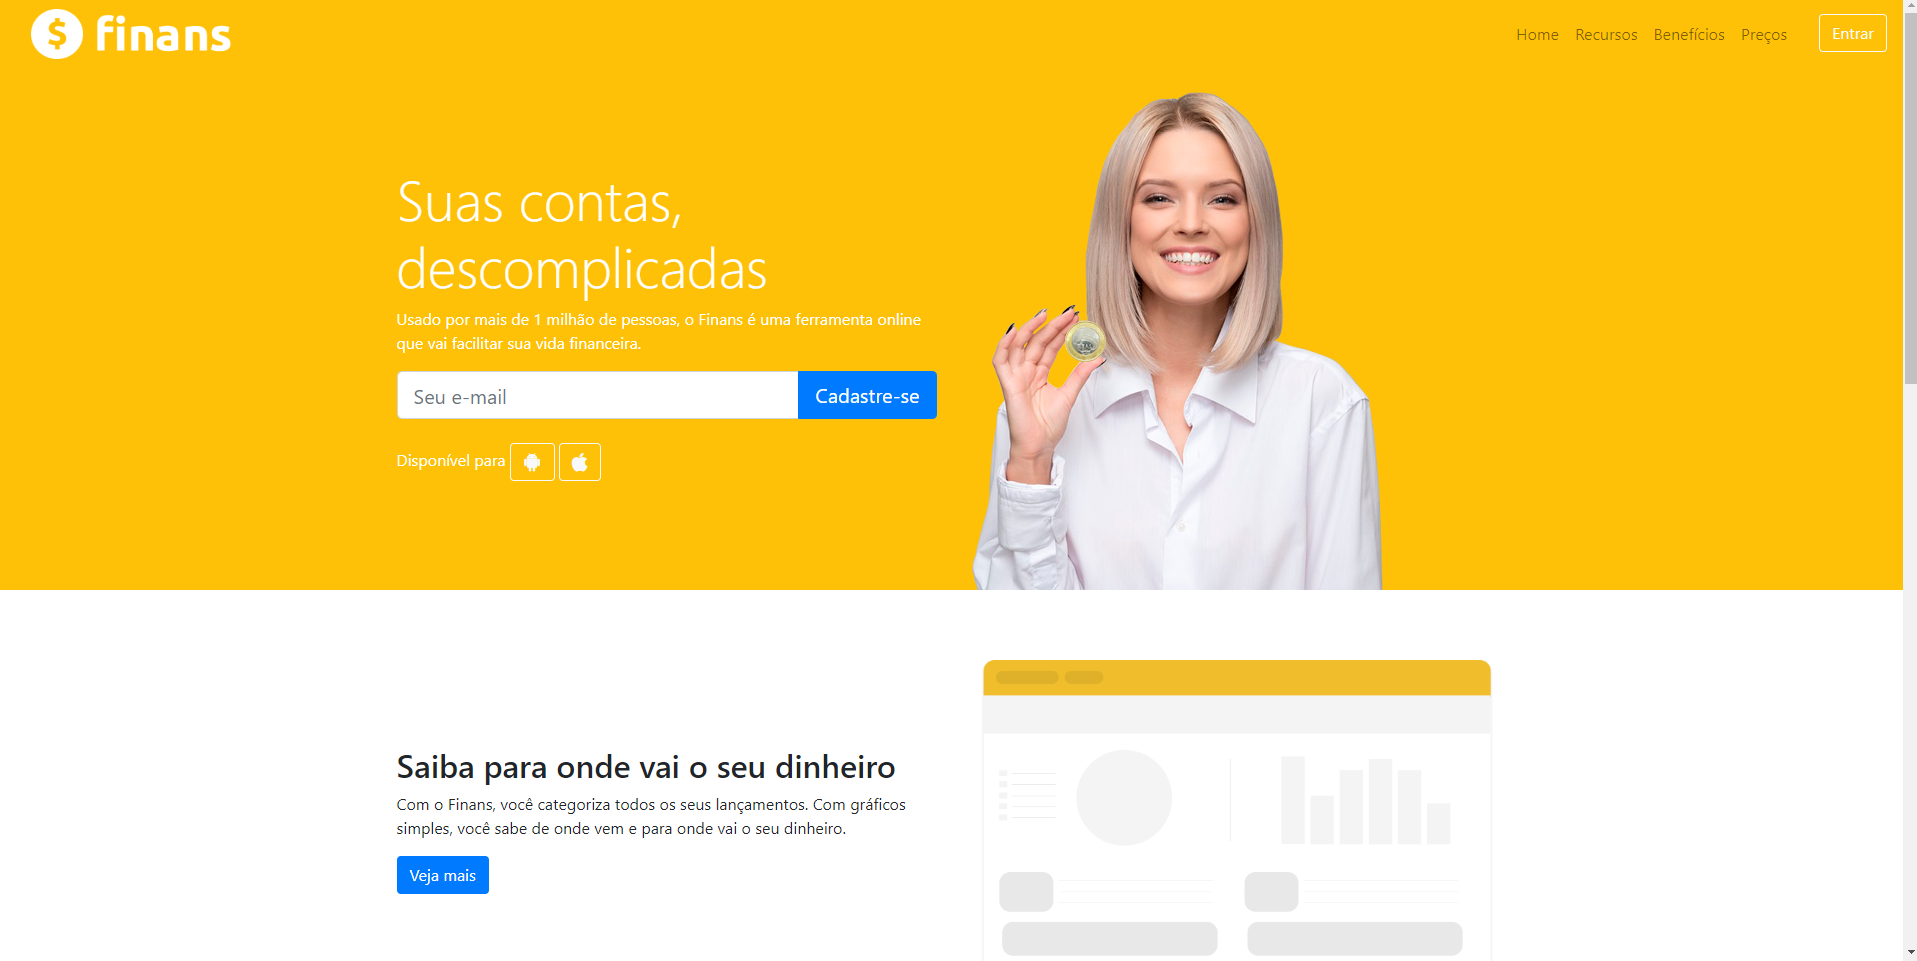 $ finans
Home Recursos Benefícios Preços Entrar
Suas contas,
descomplicadas
Usado por mais de 1 milhão de pessoas, o Finans é uma ferramenta online
que vai facilitar sua vida financeira.
Seu e-mail Cadastre-se
Disponível para
Saiba para onde vai o seu dinheiro
Com o Finans, você categoriza todos os seus lançamentos. Com gráficos
simples, você sabe de onde vem e para onde vai o seu dinheiro.
Veja mais